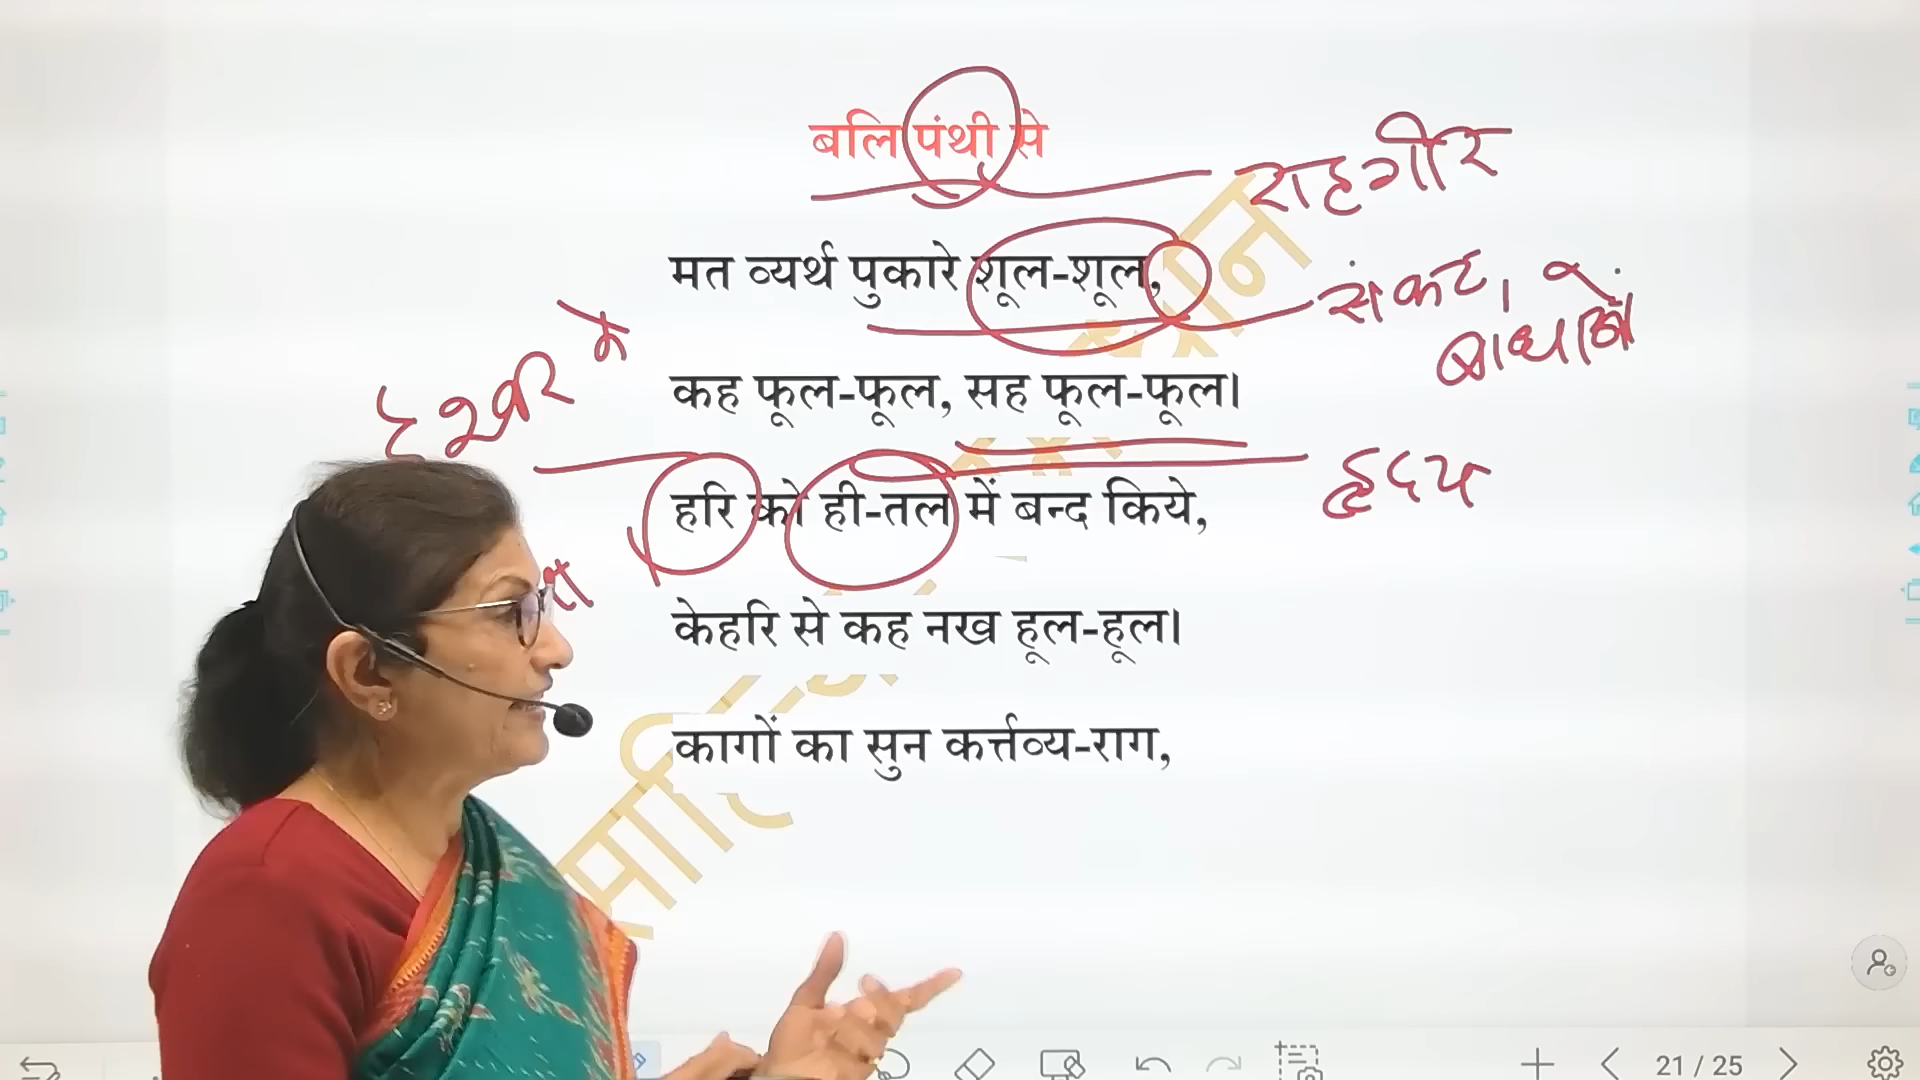 बलि पंथी से
राहगीर
मत व्यर्थ पुकारे शूल-शूल,
संकट,
बाधाओं
कह फूल-फूल, सह फूल-फूल।
ईश्वर में
हरि को ही-तल में बन्द किये,
हृदय
केहरि से कह नख हूल-हूल।
कागों का सुन कर्त्तव्य-राग,
21 / 25